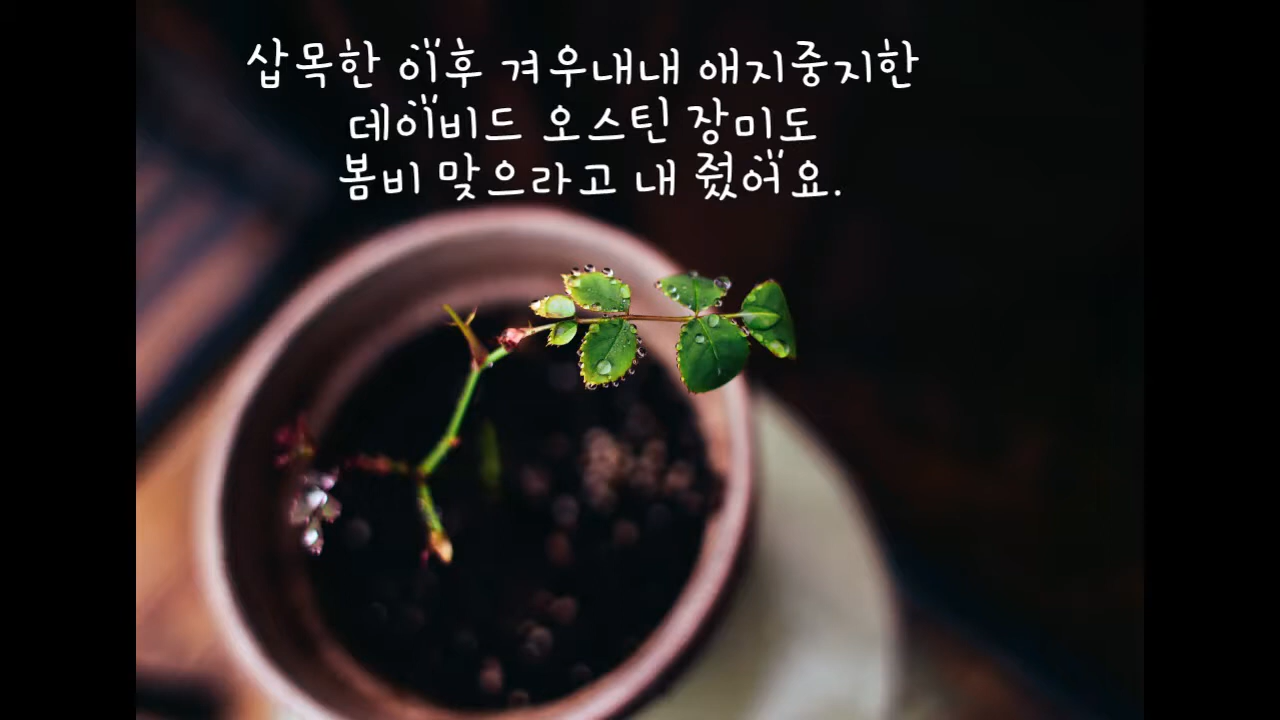 삽목한 이후 겨우내내 애지중지한
데이비드 오스틴 장미도
봄비 맞으라고 내 줬어요.